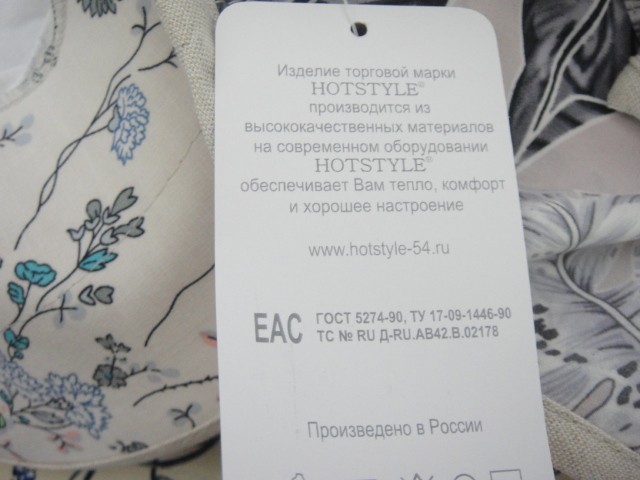 Изделие торговой марки
HOTSTYLE®
производится из
высококачественных материалов
на современном оборудовании
HOTSTYLE®
обеспечивает Вам тепло, комфорт
и хорошее настроение
www.hotstyle-54.ru
EAC
ГОСТ 5274-90, ТУ 17-09-1446-90
ТС № RU Д-RU.АВ42.В.02178
Произведено в России